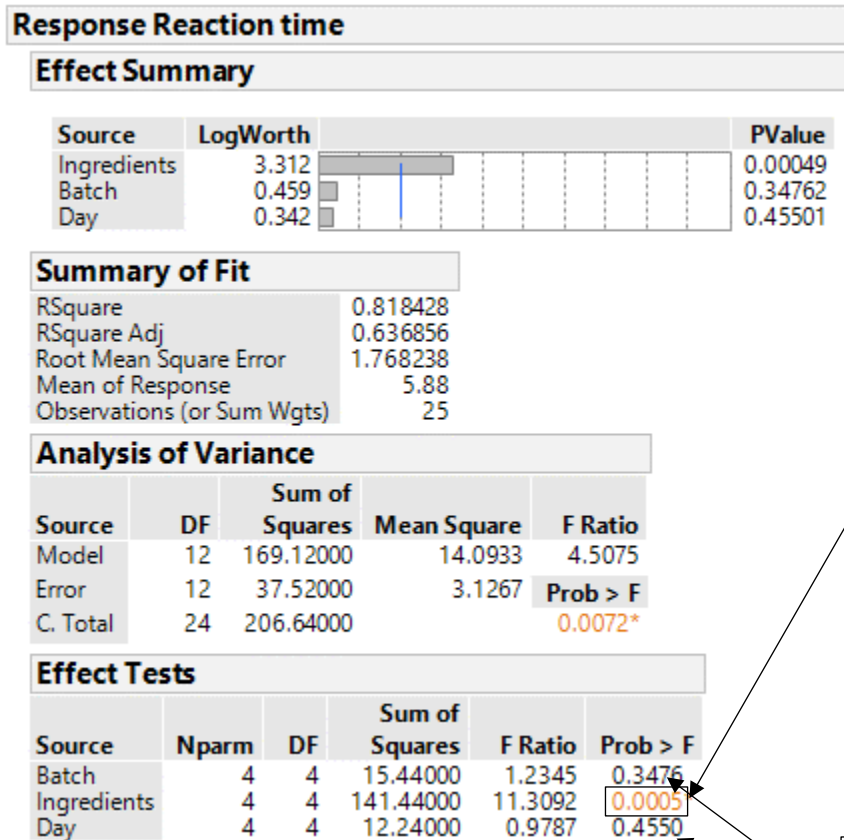 Response Reaction time
Effect Summary
Source LogWorth PValue
Ingredients 3.312 0.00049
Batch 0.459 0.34762
Day 0.342 0.45501
Summary of Fit
RSquare 0.818428
RSquare Adj 0.636856
Root Mean Square Error 1.768238
Mean of Response 5.88
Observations (or Sum Wgts) 25
Analysis of Variance
Sum of
Source DF Squares Mean Square F Ratio
Model 12 169.12000 14.0933 4.5075
Error 12 37.52000 3.1267 Prob > F
C. Total 24 206.64000 0.0072*
Effect Tests
Sum of
Source Nparm DF Squares F Ratio Prob > F
Batch 4 4 15.44000 1.2345 0.3476
Ingredients 4 4 141.44000 11.3092 0.0005
Day 4 4 12.24000 0.9787 0.4550